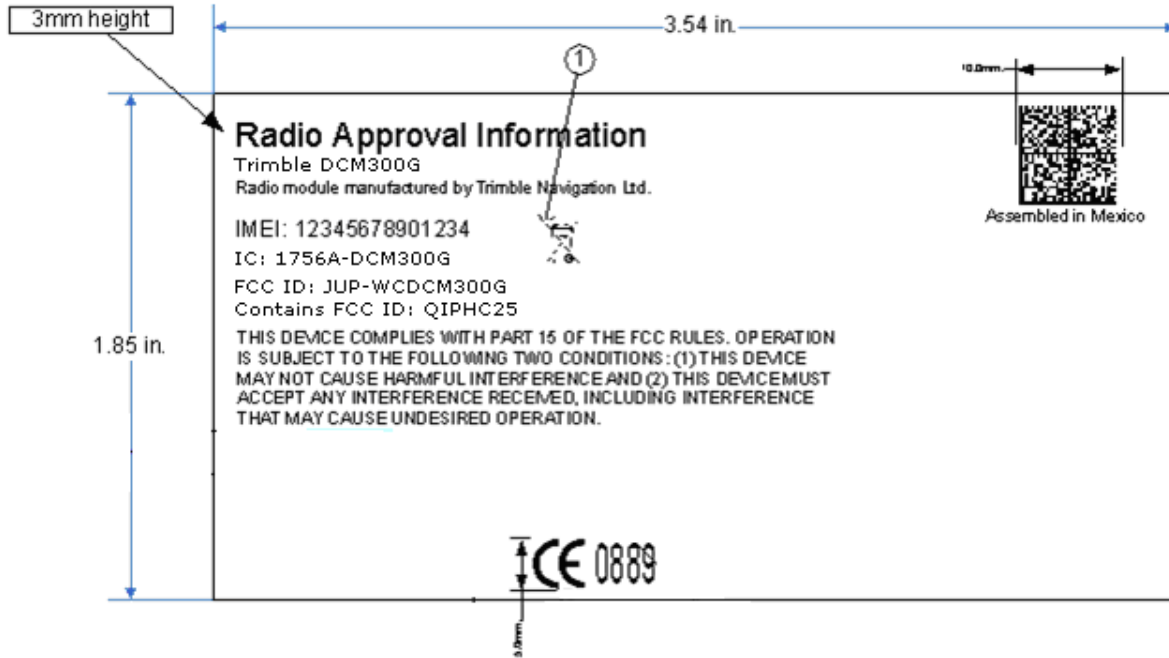 3mm height
3.54 in.
1
10.0mm.
Radio Approval Information
Trimble DCM300G
Radio module manufactured by Trimble Navigation Ltd.
Assembled in Mexico
IMEI: 12345678901234
IC: 1756A-DCM300G
FCC ID: JUP-WCDCM300G
Contains FCC ID: QIPHC25
1.85 in.
THIS DEVICE COMPLIES WITH PART 15 OF THE FCC RULES. OPERATION
IS SUBJECT TO THE FOLLOWING TWO CONDITIONS: (1) THIS DEVICE
MAY NOT CAUSE HARMFUL INTERFERENCE AND (2) THIS DEVICE MUST
ACCEPT ANY INTERFERENCE RECEIVED, INCLUDING INTERFERENCE
THAT MAY CAUSE UNDESIRED OPERATION.
CE 0889